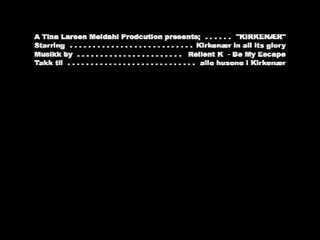 A Tina Larsen Meldahl Prodcution presents; . . . . . . "KIRKENÆR"
Starring . . . . . . . . . . . . . . . . . . . . . . . . . . . Kirkenær in all its glory
Musikk by . . . . . . . . . . . . . . . . . . . . . . . . Relient K - Be My Escape
Takk til . . . . . . . . . . . . . . . . . . . . . . . . . . . . alle husene i Kirkenær